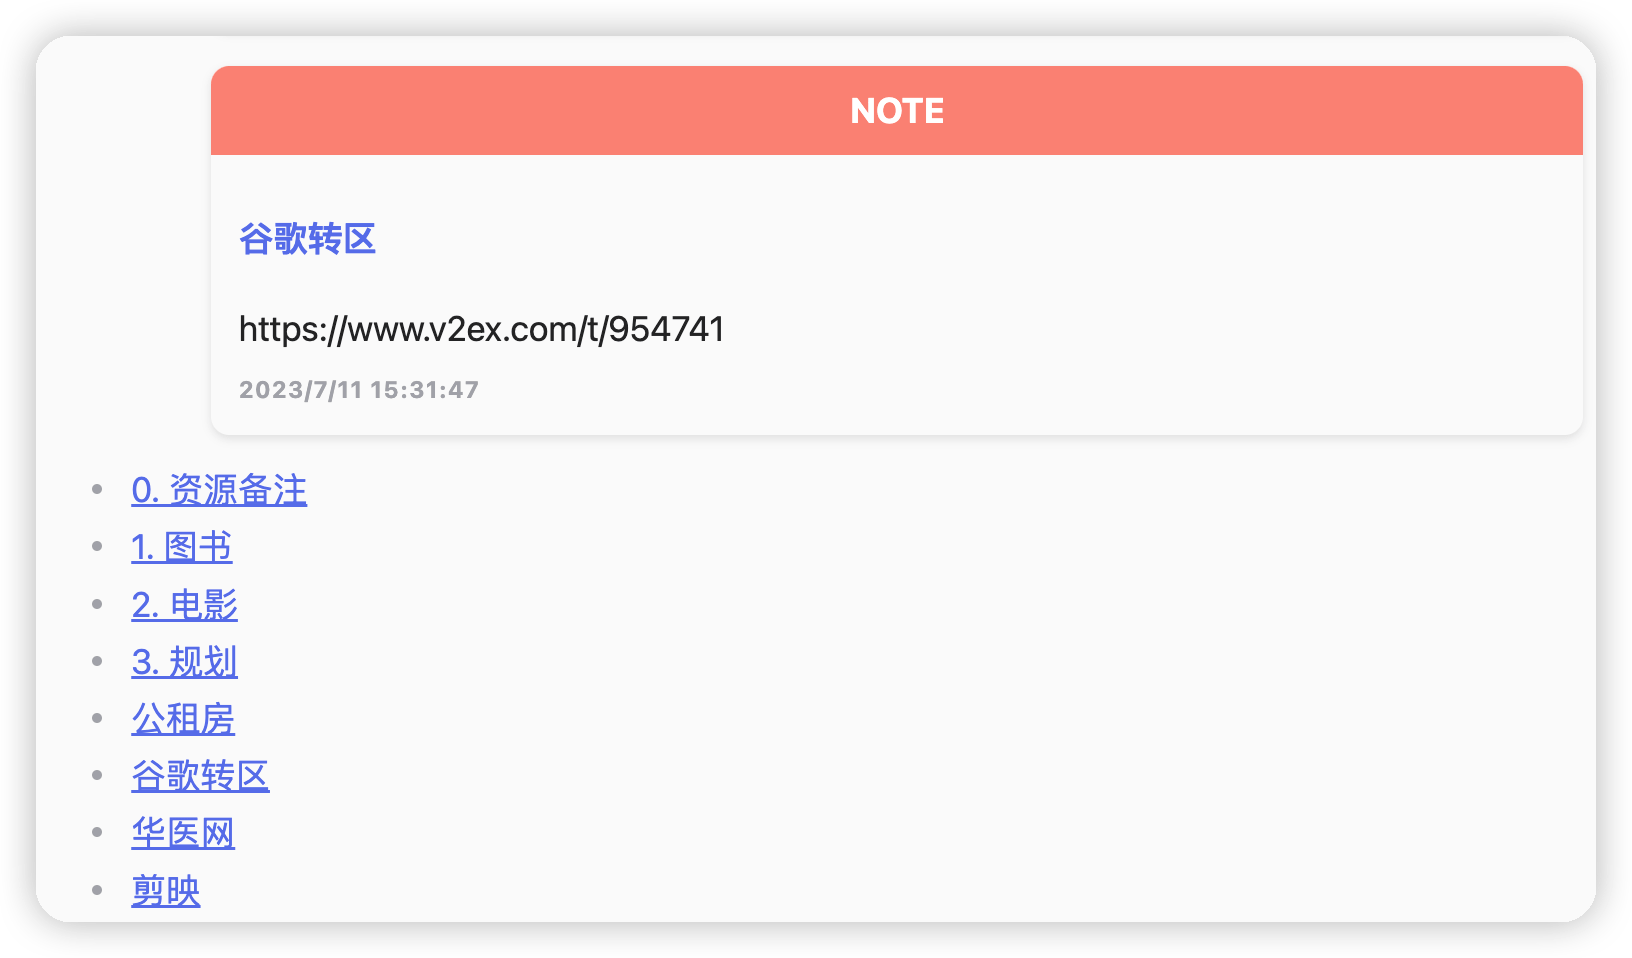 NOTE
谷歌转区
https://www.v2ex.com/t/954741
2023/7/11 15:31:47
0. 资源备注
1. 图书
2. 电影
3. 规划
公租房
谷歌转区
华医网
剪映